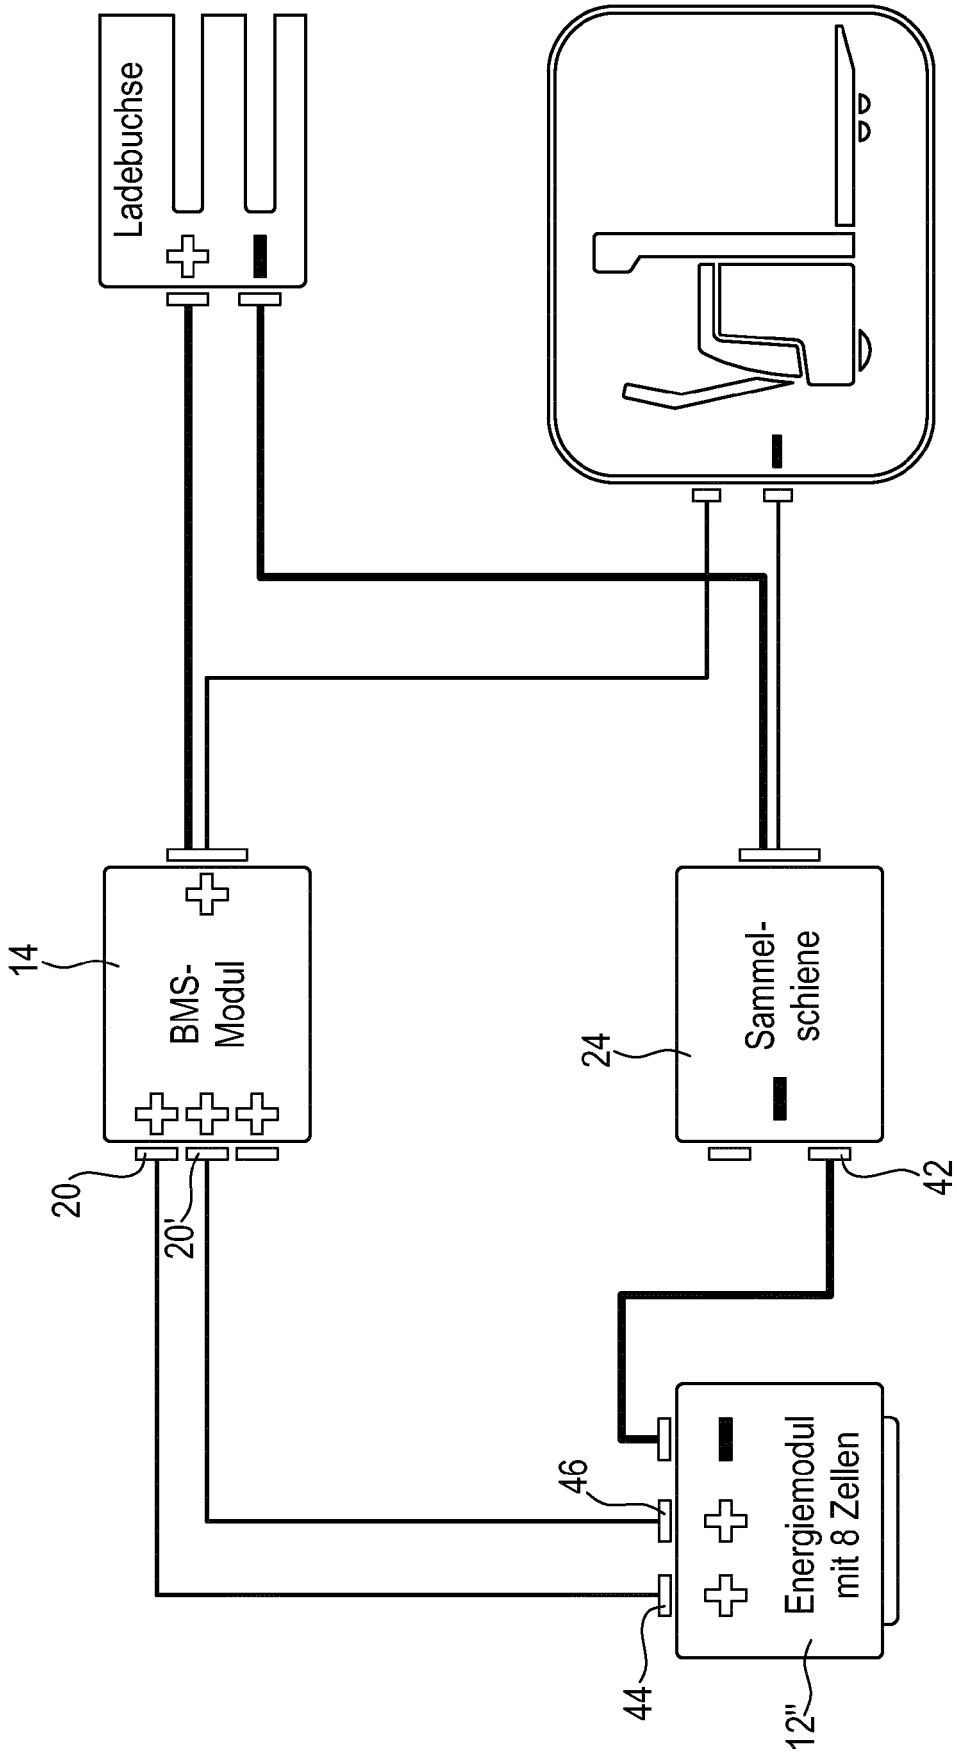 Ladebuchse
14
BMS-
Modul
20
20'
24
Sammel-
schiene
42
46
44
Energiemodul
mit 8 Zellen
12"